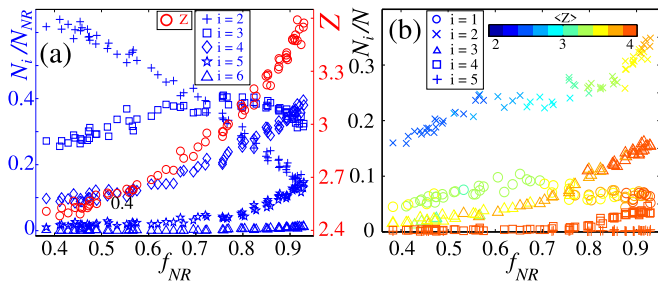 (a)
N_i/N_NR
0.4
0.2
0
0.4 0.5 0.6 0.7 0.8 0.9
f_NR
0.4
Z
i = 2
i = 3
i = 4
i = 5
i = 6
Z
3
2.7
2.6
2.4
(b)
N_i/N
0.3
0.2
0.1
0
0.4 0.5 0.6 0.7 0.8 0.9
f_NR
i = 1
i = 2
i = 3
i = 4
i = 5
<Z>
2 3 4